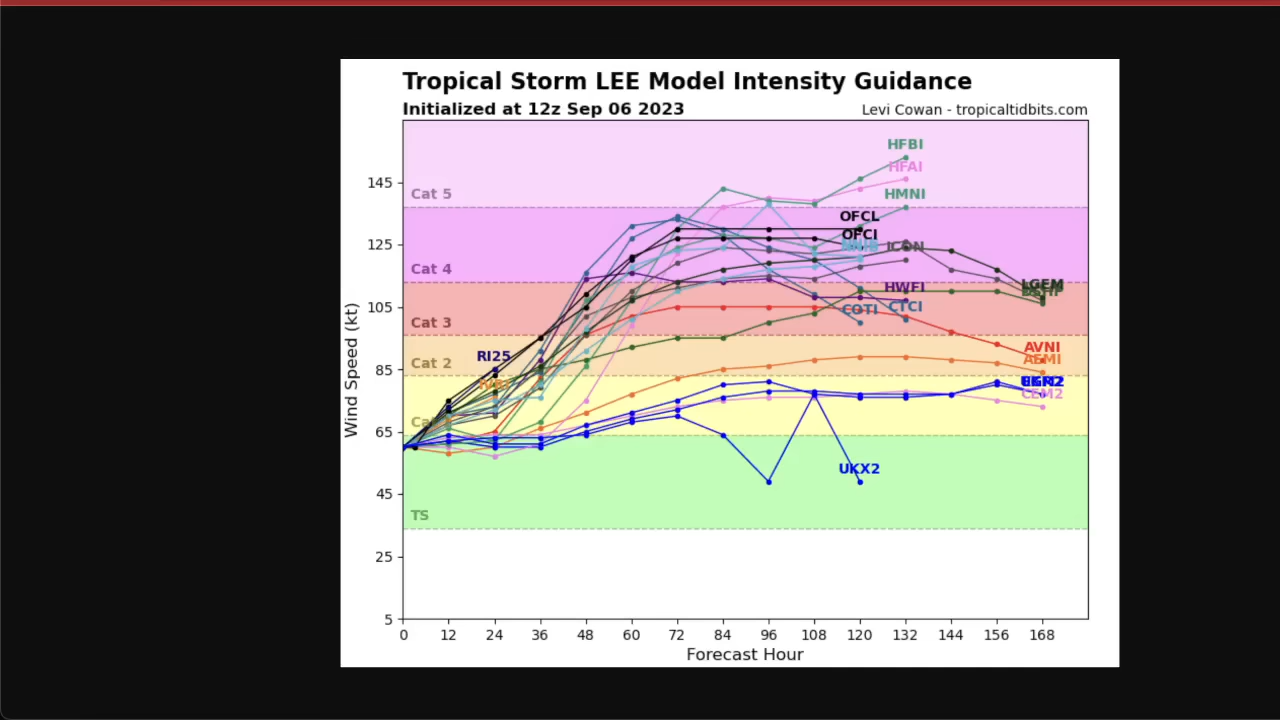 Tropical Storm LEE Model Intensity Guidance
Initialized at 12z Sep 06 2023
Levi Cowan - tropicaltidbits.com
HFBI
HFAI
145
Cat 5
HMNI
OFCL
OFCI
125
ICON
Cat 4
LGEM
HWFI
105
COTI
CTCI
Cat 3
AVNI
RI25
AEMI
Cat 2
85
CEM2
65
UKX2
45
TS
25
5
0 12 24 36 48 60 72 84 96 108 120 132 144 156 168
Wind Speed (kt)
Forecast Hour